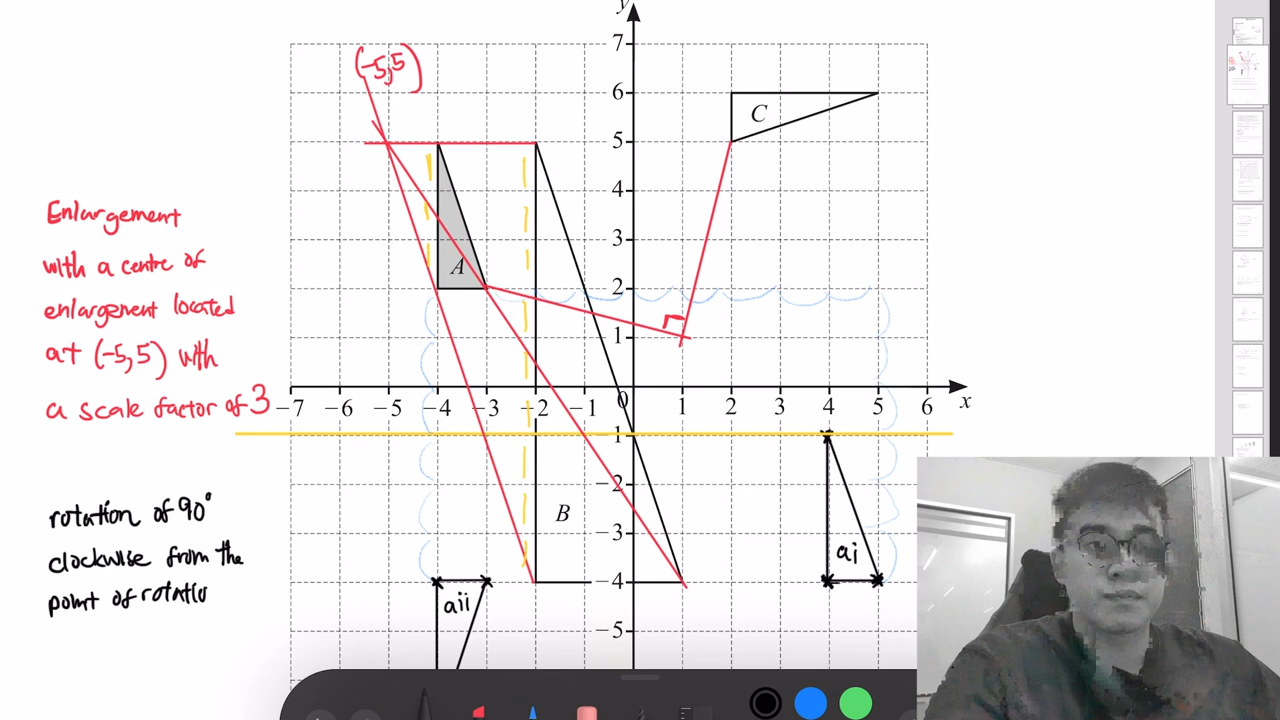 y
(-5,5)
7
6
C
5
4
Enlargement
3
with a centre of
A
2
enlargement located
1
at (-5,5) with
a scale factor of 3
−7 −6 −5 −4 −3 −2 −1 0 1 2 3 4 5 6 x
1
−2
rotation of 90°
B
−3
ai
clockwise from the
−4
point of rotatio
aii
−5